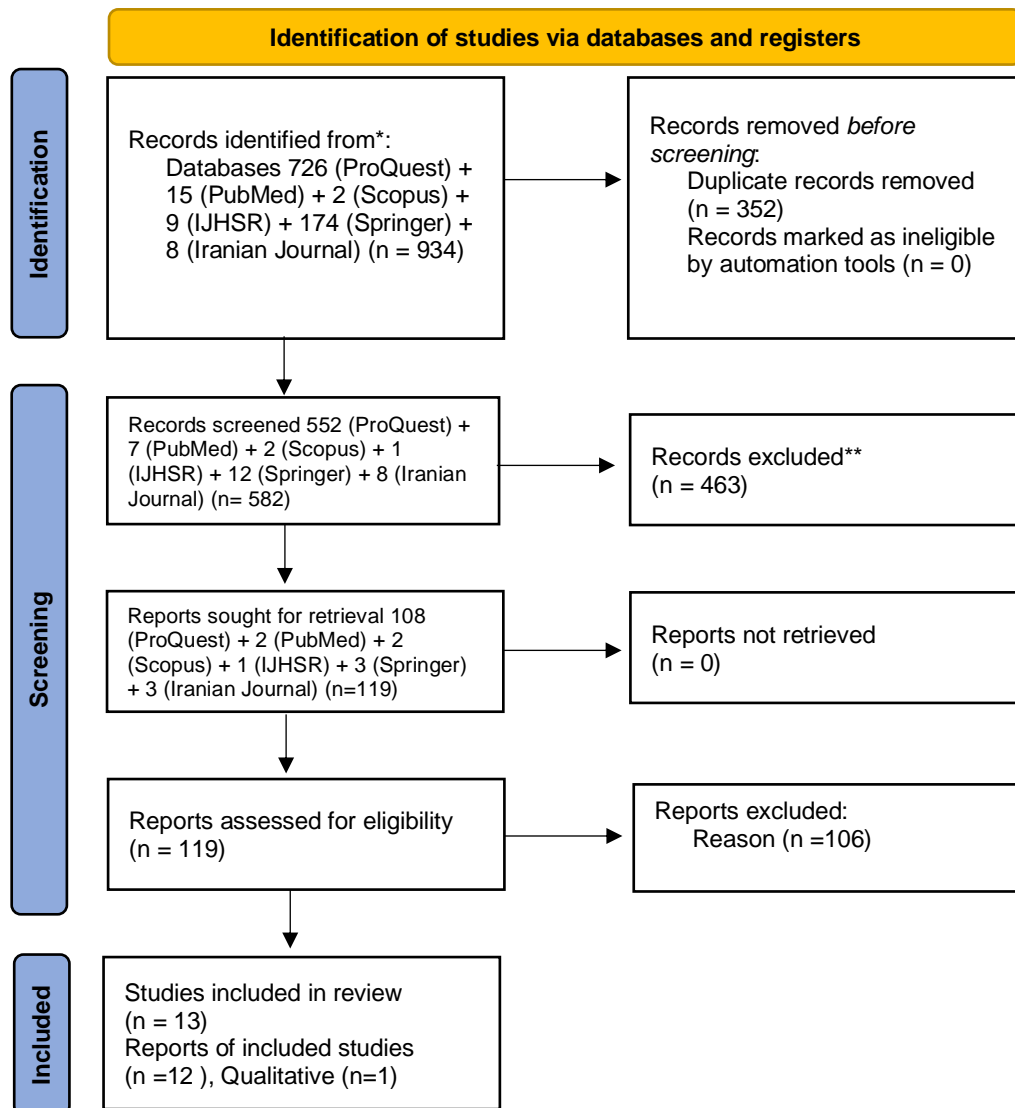 Identification of studies via databases and registers
Identification
Records identified from*:
Databases 726 (ProQuest) +
15 (PubMed) + 2 (Scopus) +
9 (IJHSR) + 174 (Springer) +
8 (Iranian Journal) (n = 934)
Records removed before
screening:
Duplicate records removed
(n = 352)
Records marked as ineligible
by automation tools (n = 0)
Screening
Records screened 552 (ProQuest) +
7 (PubMed) + 2 (Scopus) + 1
(IJHSR) + 12 (Springer) + 8 (Iranian
Journal) (n= 582)
Records excluded**
(n = 463)
Reports sought for retrieval 108
(ProQuest) + 2 (PubMed) + 2
(Scopus) + 1 (IJHSR) + 3 (Springer)
+ 3 (Iranian Journal) (n=119)
Reports not retrieved
(n = 0)
Reports assessed for eligibility
(n = 119)
Reports excluded:
Reason (n =106)
Included
Studies included in review
(n = 13)
Reports of included studies
(n =12 ), Qualitative (n=1)